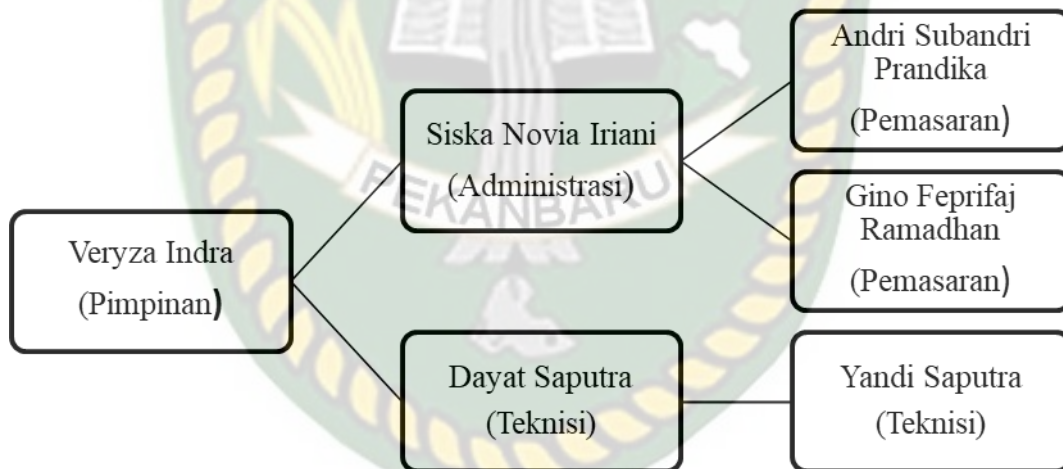 Veryza Indra
(Pimpinan)
Siska Novia Iriani
(Administrasi)
Dayat Saputra
(Teknisi)
Andri Subandri
Prandika
(Pemasaran)
Gino Feprifaj
Ramadhan
(Pemasaran)
Yandi Saputra
(Teknisi)
PEKANBARU